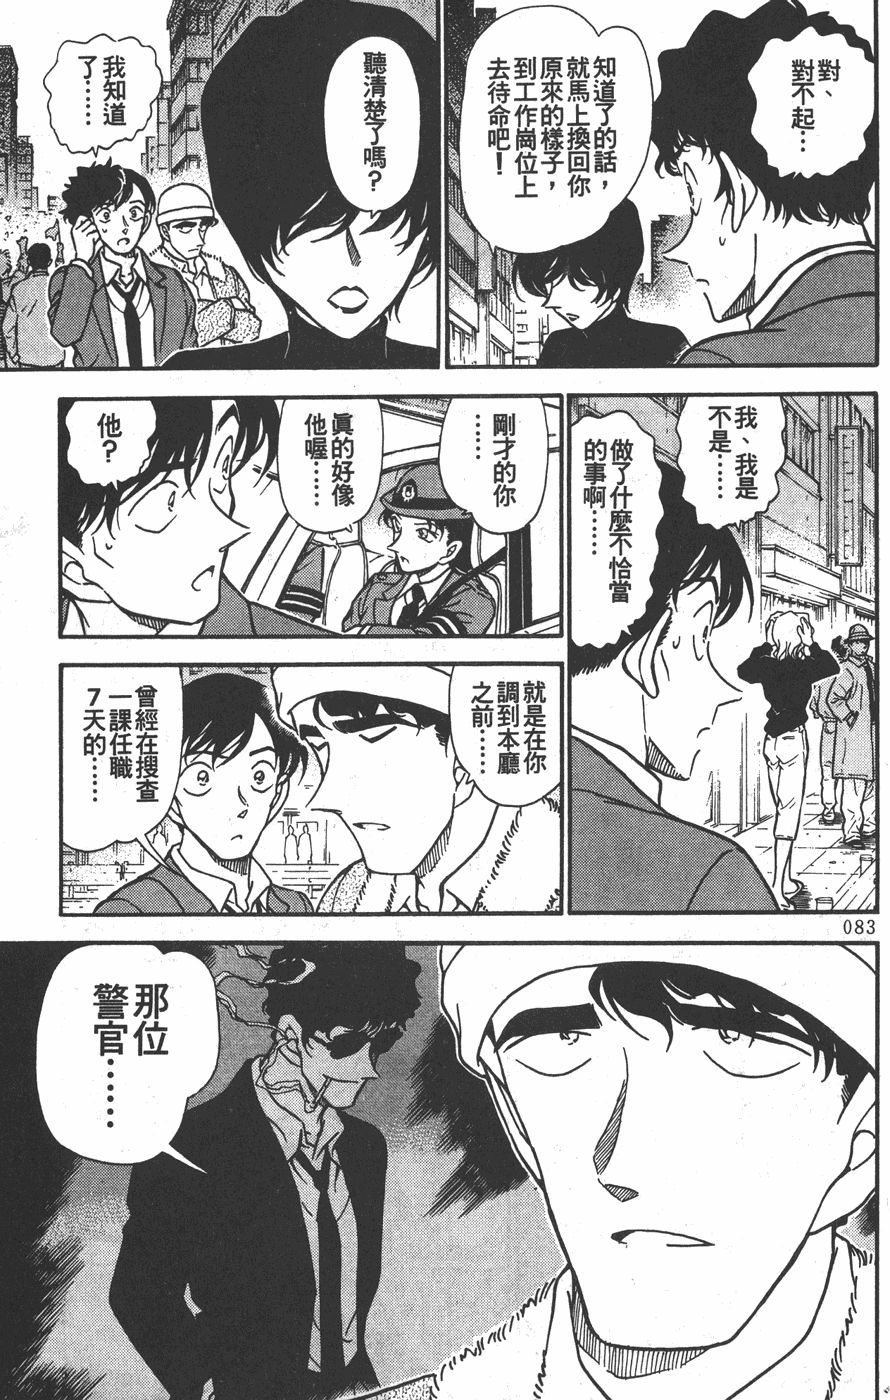 對、
對不起…
知道了的話，
就馬上換回你
原來的樣子，
到工作崗位上
去待命吧！
聽清楚了嗎？
我知道
了……
我、我是
不是……
做了什麼不恰當
的事啊……
剛才的你
……
眞的好像
他喔……
他？
就是在你
調到本廳
之前……
曾經在搜查
一課任職
7天的……
083
那位
警官……